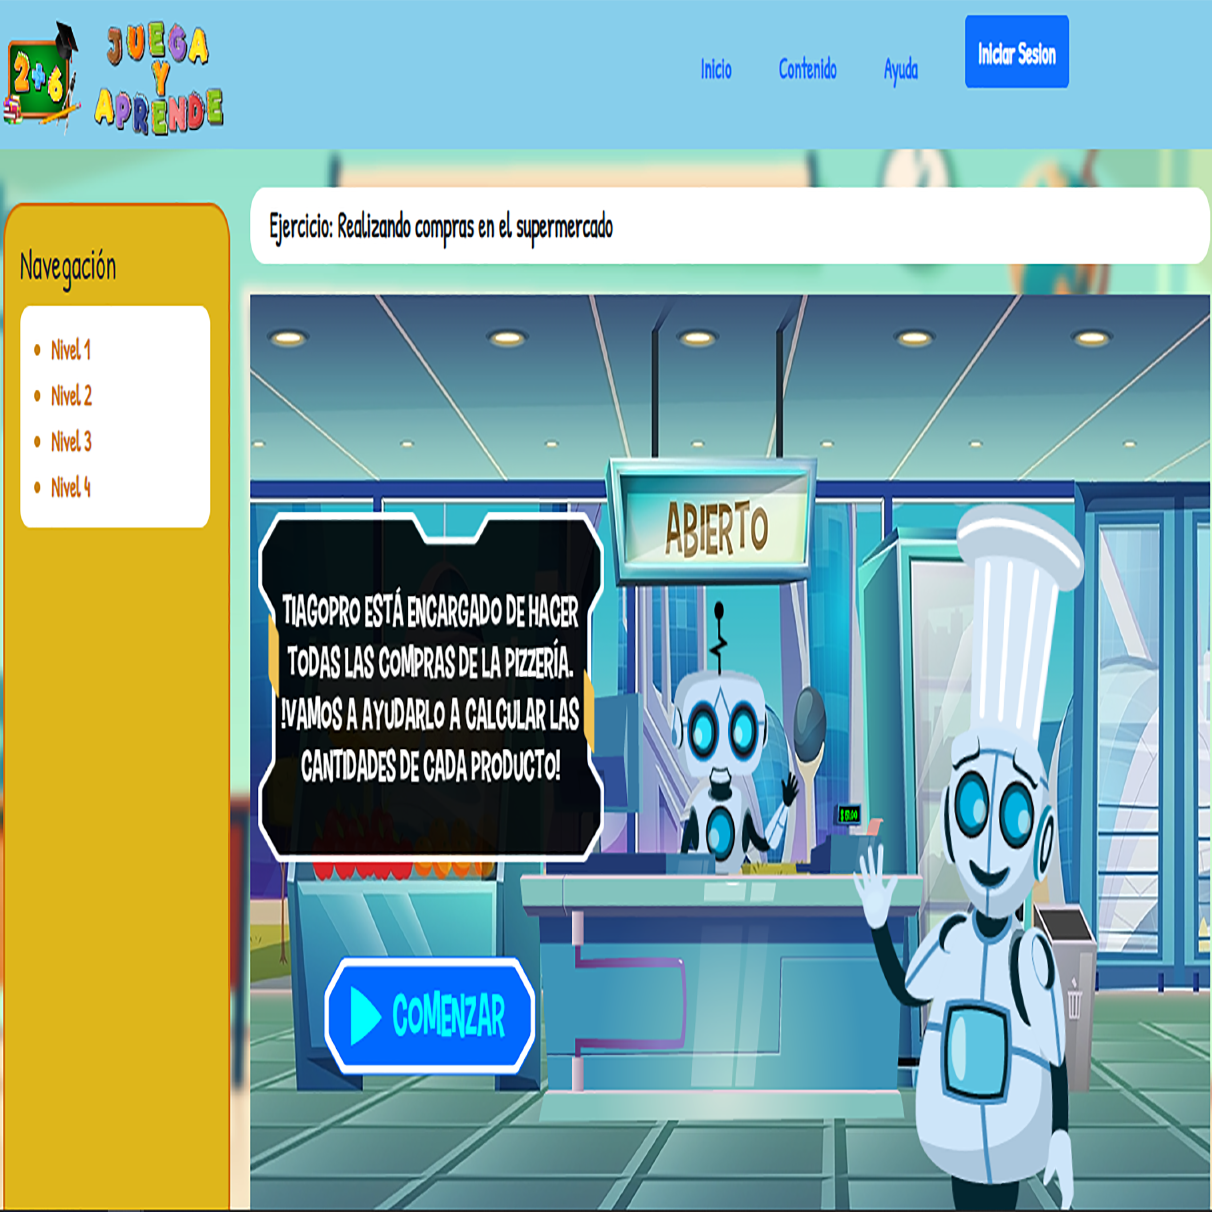 2+6
JUEGA
Y
APRENDE
Inicio
Contenido
Ayuda
Iniciar Sesion
Navegación
Nivel 1
Nivel 2
Nivel 3
Nivel 4
Ejercicio: Realizando compras en el supermercado
ABIERTO
TIAGOPRO ESTÁ ENCARGADO DE HACER
TODAS LAS COMPRAS DE LA PIZZERÍA.
!VAMOS A AYUDARLO A CALCULAR LAS
CANTIDADES DE CADA PRODUCTO!
COMENZAR